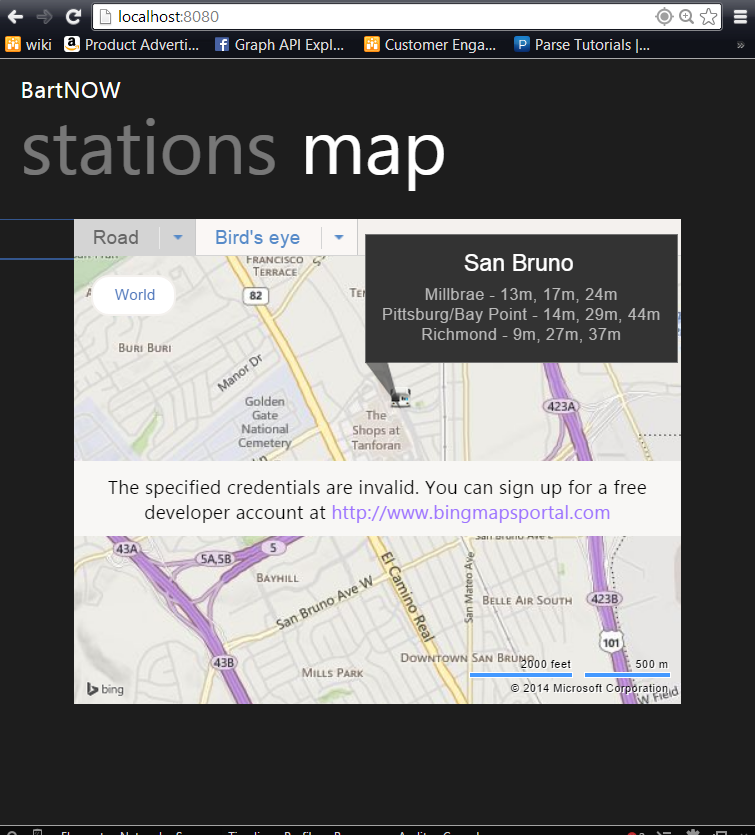 localhost:8080
wiki Product Adverti... Graph API Expl... Customer Enga... Parse Tutorials |... »
BartNOW
stations map
Road Bird's eye
San Bruno
Millbrae - 13m, 17m, 24m
Pittsburg/Bay Point - 14m, 29m, 44m
Richmond - 9m, 27m, 37m
FRANCISCO
TERRACE
World
82
BURI BURI
Manor Dr
Golden
Gate
National
Cemetery
The
Shops at
Tanforan
423A
The specified credentials are invalid. You can sign up for a free
developer account at http://www.bingmapsportal.com
43A
5A,5B
5
San Bruno Ave E
BAYHILL
San Bruno Ave W
El Camino Real
San Mateo Ave
BELLE AIR SOUTH
423B
101
43B
MILLS PARK
DOWNTOWN SAN BRUNO
2000 feet 500 m
bing
© 2014 Microsoft Corporation
W Field